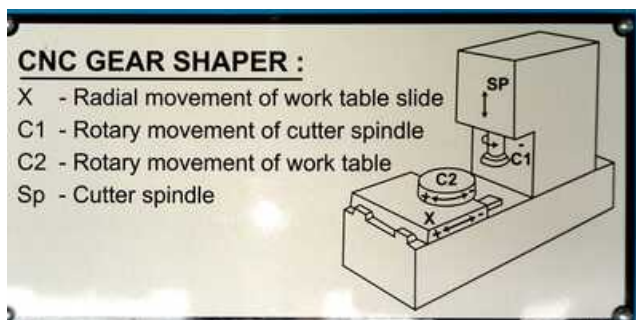 CNC GEAR SHAPER :
X - Radial movement of work table slide
C1 - Rotary movement of cutter spindle
C2 - Rotary movement of work table
Sp - Cutter spindle
SP
- C1
C2
+ -
X
+ -